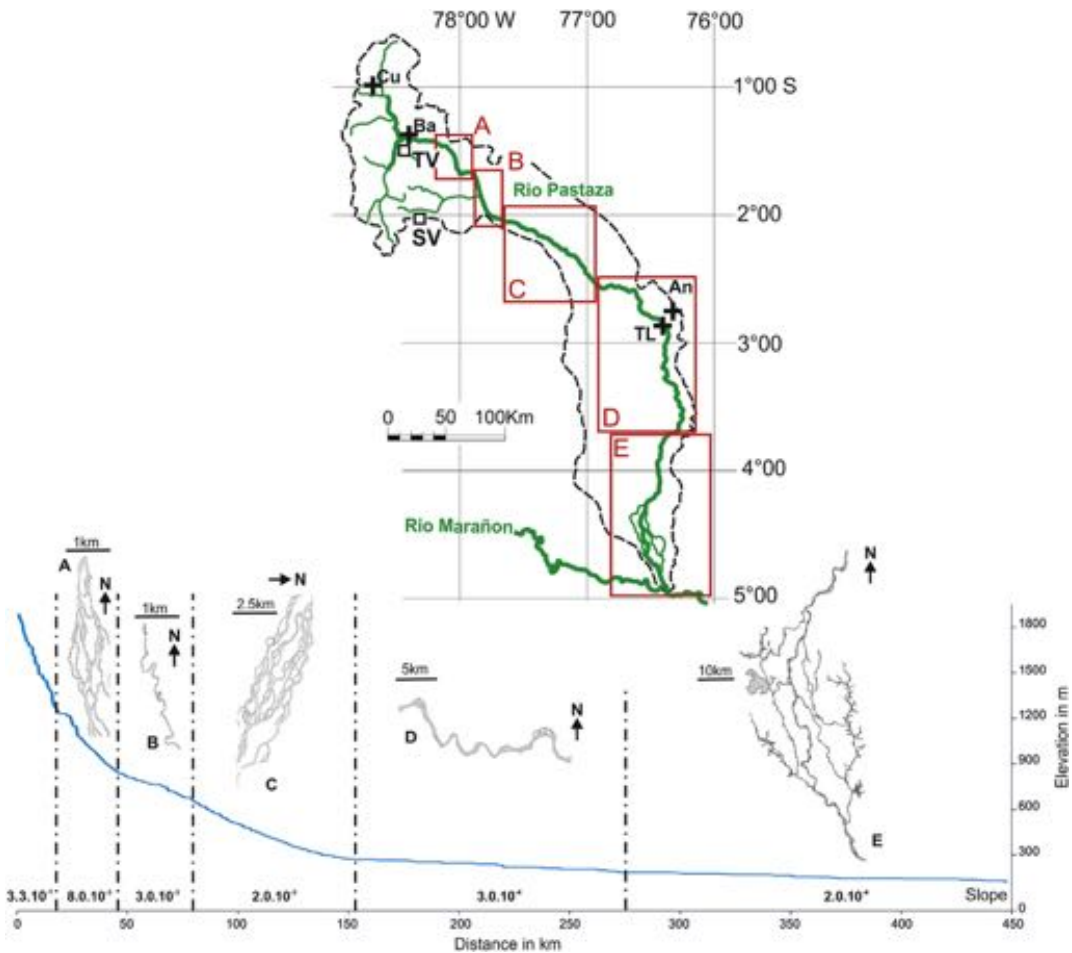 78°00 W 77°00 76°00
Cu
1°00 S
Ba
A
TV
B
Rio Pastaza
2°00
SV
C
An
TL
3°00
0 50 100Km
D
E
4°00
Rio Marañon
5°00
1km
A
N
1km
N
B
N
2.5km
C
5km
N
D
10km
N
E
1800
1500
1200
900
600
300
0
Elevation in m
Slope
0 50 100 150 200 250 300 350 400 450
Distance in km